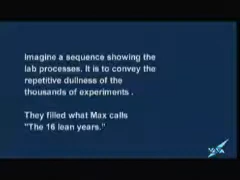 Imagine a sequence showing the
lab processes. It is to convey the
repetitive dullness of the
thousands of experiments .
They filled what Max calls
"The 16 lean years."